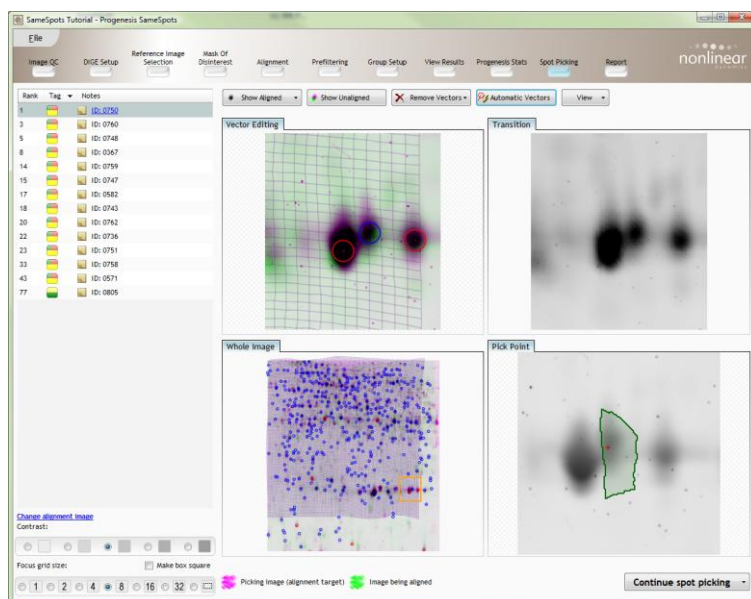 SameSpots Tutorial - Progenesis SameSpots
File
Image QC
DIGE Setup
Reference Image
Selection
Mask Of
Disinterest
Alignment
Prefiltering
Group Setup
View Results
Progenesis Stats
Spot Picking
Report
nonlinear
DYNAMICS
Rank Tag Notes
1 ID: 0750
3 ID: 0760
5 ID: 0748
8 ID: 0367
14 ID: 0759
15 ID: 0747
17 ID: 0582
18 ID: 0743
20 ID: 0762
22 ID: 0736
23 ID: 0751
33 ID: 0758
43 ID: 0571
77 ID: 0805
Show Aligned
Show Unaligned
Remove Vectors
Automatic Vectors
View
Vector Editing
Transition
Whole Image
Pick Point
Change alignment image
Contrast:
Focus grid size:
Make box square
1 2 4 8 16 32
Picking image (alignment target)
Image being aligned
Continue spot picking